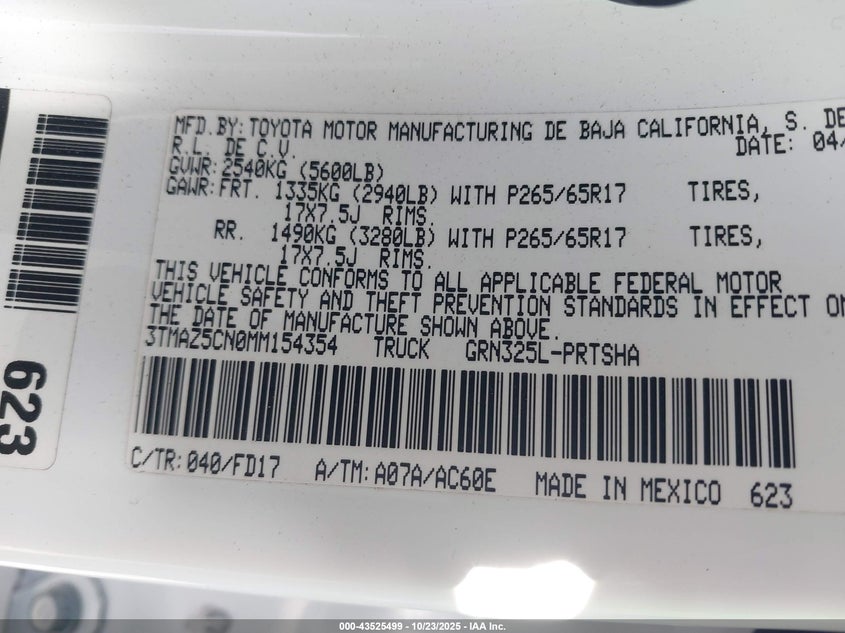 MFD.BY:TOYOTA MOTOR MANUFACTURING DE BAJA CALIFORNIA, S. DE
R.L. DE C.V. DATE: 04/
GVWR:2540KG (5600LB)
GAWR:FRT. 1335KG (2940LB) WITH P265/65R17 TIRES,
17X7.5J RIMS.
RR. 1490KG (3280LB) WITH P265/65R17 TIRES,
17X7.5J RIMS.
THIS VEHICLE CONFORMS TO ALL APPLICABLE FEDERAL MOTOR
VEHICLE SAFETY AND THEFT PREVENTION STANDARDS IN EFFECT ON
THE DATE OF MANUFACTURE SHOWN ABOVE.
3TMAZ5CN0MM154354 TRUCK GRN325L-PRTSHA
C/TR:040/FD17 A/TM:A07A/AC60E MADE IN MEXICO 623
623
000-43525499 - 10/23/2025 - IAA Inc.